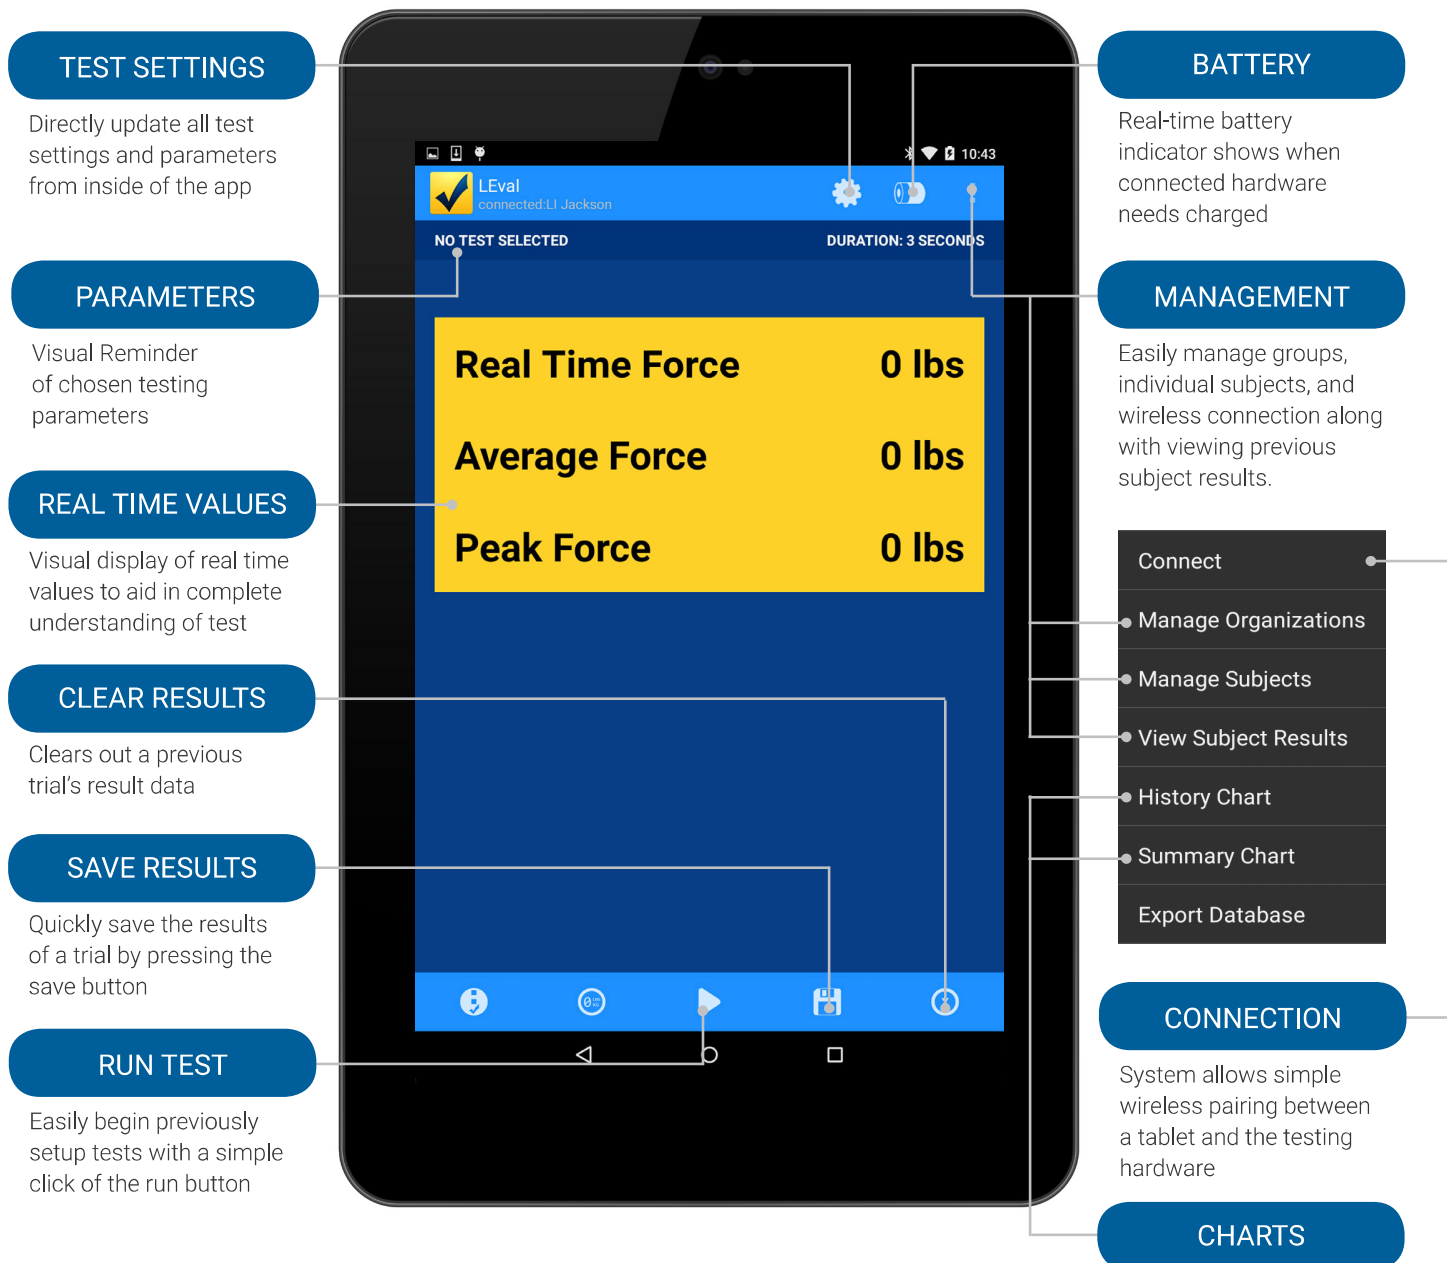 TEST SETTINGS
Directly update all test
settings and parameters
from inside of the app
PARAMETERS
Visual Reminder
of chosen testing
parameters
REAL TIME VALUES
Visual display of real time
values to aid in complete
understanding of test
CLEAR RESULTS
Clears out a previous
trial's result data
SAVE RESULTS
Quickly save the results
of a trial by pressing the
save button
RUN TEST
Easily begin previously
setup tests with a simple
click of the run button
10:43
LEval
connected:LI Jackson
NO TEST SELECTED
DURATION: 3 SECONDS
Real Time Force 0 lbs
Average Force 0 lbs
Peak Force 0 lbs
BATTERY
Real-time battery
indicator shows when
connected hardware
needs charged
MANAGEMENT
Easily manage groups,
individual subjects, and
wireless connection along
with viewing previous
subject results.
Connect
Manage Organizations
Manage Subjects
View Subject Results
History Chart
Summary Chart
Export Database
CONNECTION
System allows simple
wireless pairing between
a tablet and the testing
hardware
CHARTS